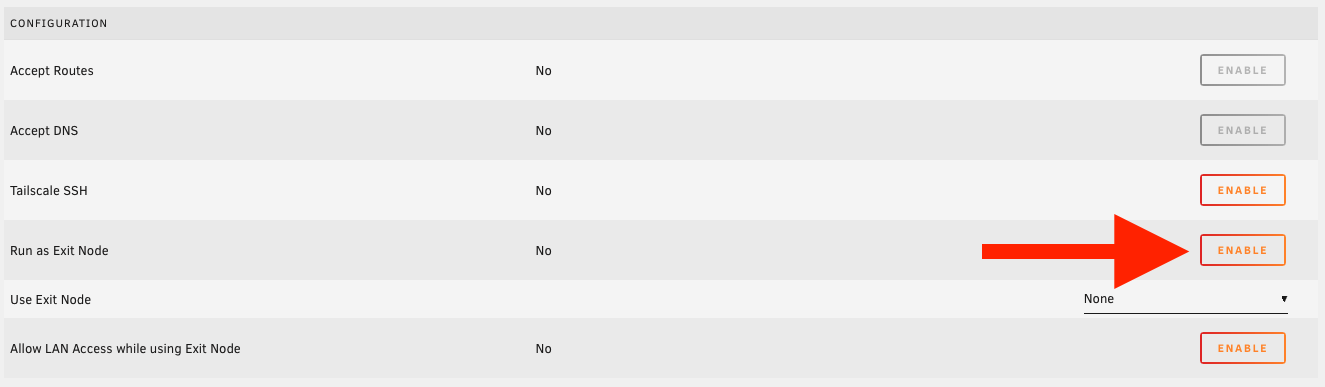 CONFIGURATION
Accept Routes No ENABLE
Accept DNS No ENABLE
Tailscale SSH No ENABLE
Run as Exit Node No ENABLE
Use Exit Node None
Allow LAN Access while using Exit Node No ENABLE